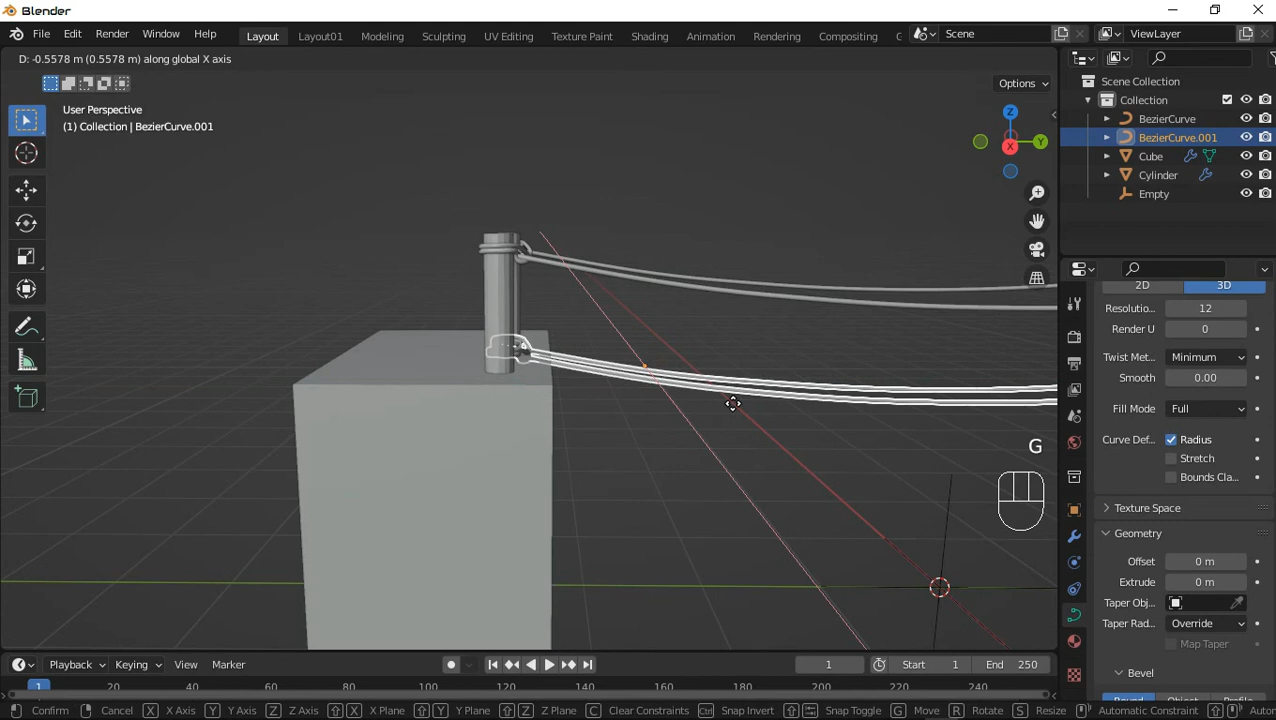 Blender
File Edit Render Window Help Layout Layout01 Modeling Sculpting UV Editing Texture Paint Shading Animation Rendering Compositing Scene ViewLayer
D: -0.5578 m (0.5578 m) along global X axis
Options
User Perspective
(1) Collection | BezierCurve.001
Z
Y
X
G
Scene Collection
Collection
BezierCurve
BezierCurve.001
Cube
Cylinder
Empty
2D 3D
Resolutio... 12
Render U 0
Twist Met... Minimum
Smooth 0.00
Fill Mode Full
Curve Def... Radius
Stretch
Bounds Cla...
Texture Space
Geometry
Offset 0 m
Extrude 0 m
Taper Obj...
Taper Rad... Override
Map Taper
Bevel
Round Object Profile
Playback Keying View Marker 1 Start 1 End 250
1 20 40 60 80 100 120 140 160 180 200 220 240
Confirm Cancel X X Axis Y Y Axis Z Z Axis X X Plane Y Y Plane Z Z Plane C Clear Constraints Ctrl Snap Invert Snap Toggle G Move R Rotate S Resize Automatic Constraint Autom